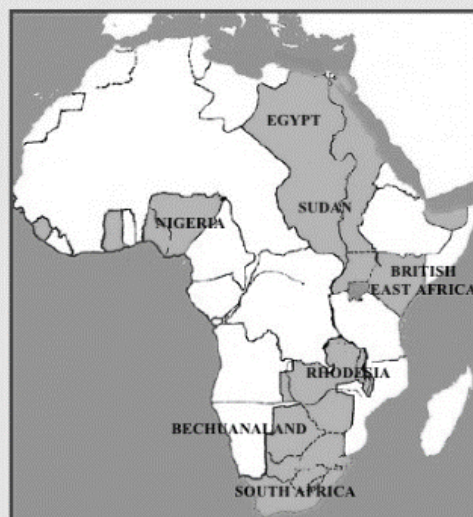 EGYPT
SUDAN
NIGERIA
BRITISH
EAST AFRICA
RHODESIA
BECHUANALAND
SOUTH AFRICA